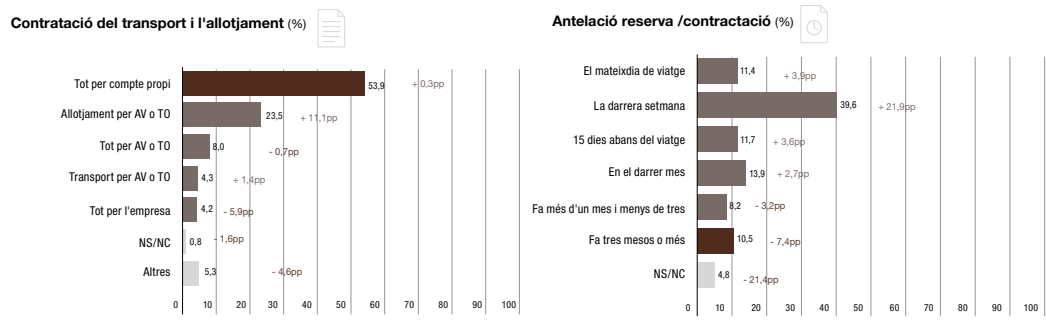 Contratació del transport i l'allotjament (%)
Tot per compte propi 53,9 + 0,3pp
Allotjament per AV o TO 23,5 + 11,1pp
Tot per AV o TO 8,0 - 0,7pp
Transport per AV o TO 4,3 + 1,4pp
Tot per l'empresa 4,2 - 5,9pp
NS/NC 0,8 - 1,6pp
Altres 5,3 - 4,6pp
0 10 20 30 40 50 60 70 80 90 100
Antelació reserva /contractació (%)
El mateixdia de viatge 11,4 + 3,9pp
La darrera setmana 39,6 + 21,9pp
15 dies abans del viatge 11,7 + 3,6pp
En el darrer mes 13,9 + 2,7pp
Fa més d'un mes i menys de tres 8,2 - 3,2pp
Fa tres mesos o més 10,5 - 7,4pp
NS/NC 4,8 - 21,4pp
0 10 20 30 40 50 60 70 80 90 100